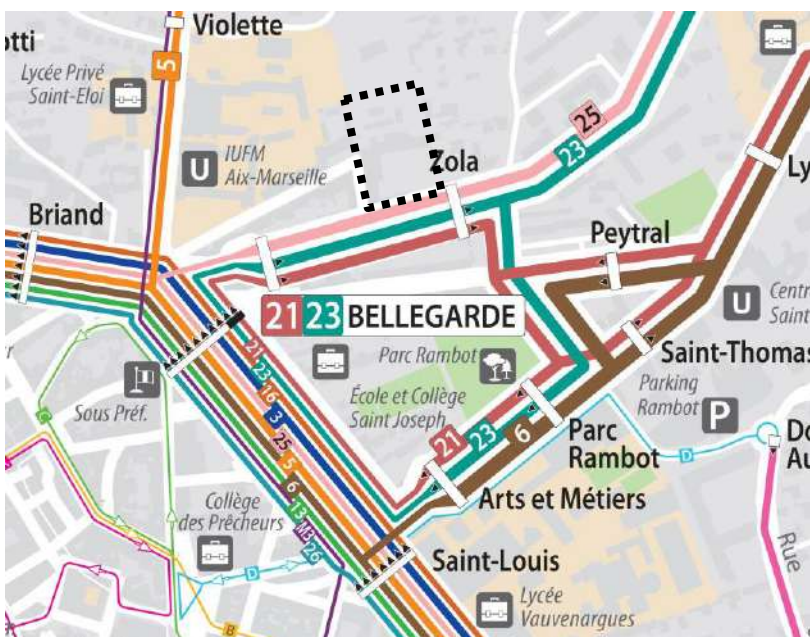 otti
Violette
5
Lycée Privé
Saint-Eloi
U
IUFM
Aix-Marseille
Zola
25
23
Ly
Briand
Peytral
21 23 BELLEGARDE
U
Centr
Saint
Sous Préf.
Parc Rambot
École et Collège
Saint Joseph
Saint-Thomas
Parking
Rambot
P
21
23
16
3
25
5
6
13
M3
26
21
23
6
C
Parc
Rambot
D
Do
Au
Arts et Métiers
Collège
des Prêcheurs
D
Saint-Louis
Lycée
Vauvenargues
Rue
B